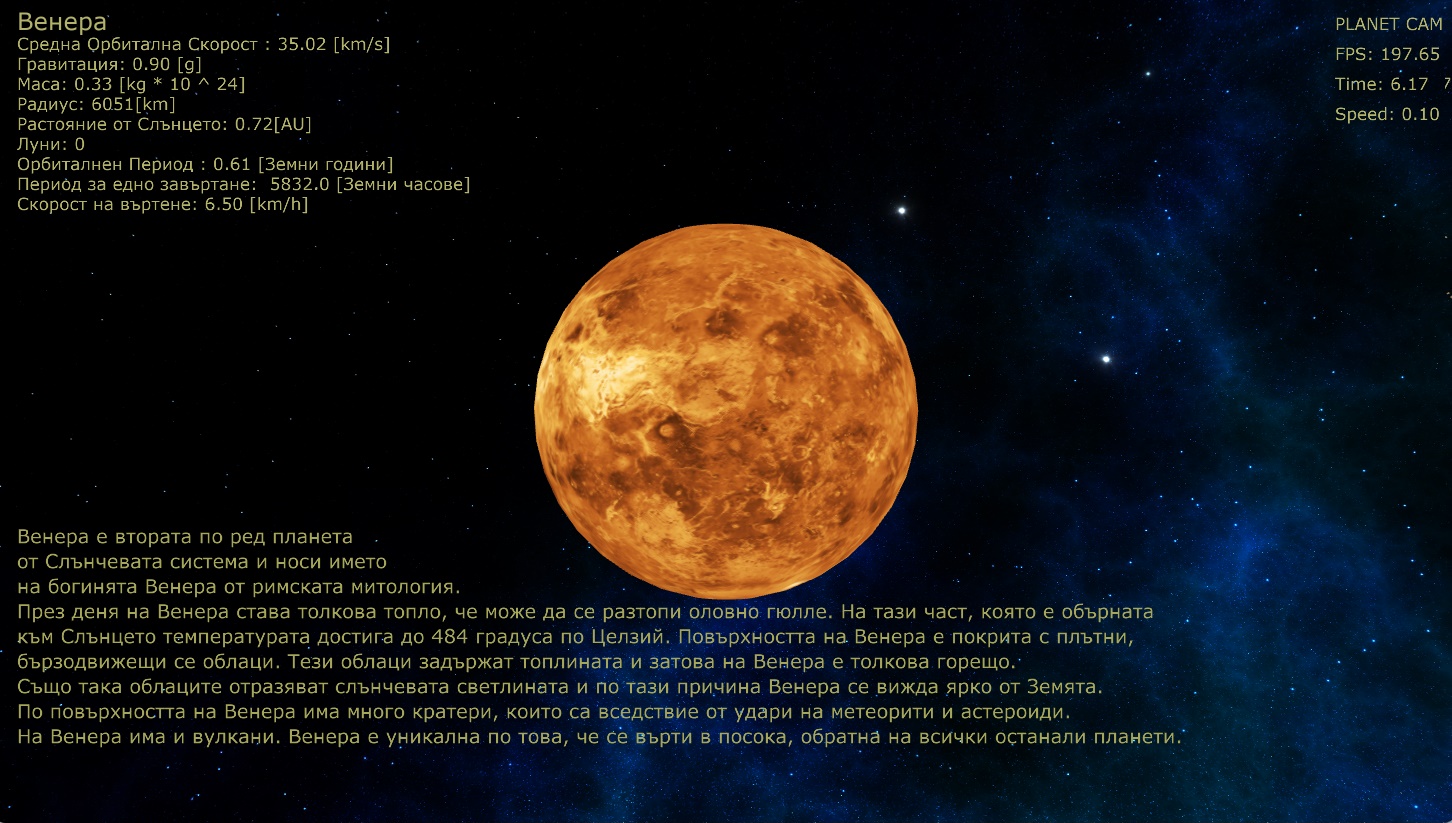 Венера
Средна Орбитална Скорост : 35.02 [km/s]
Гравитация: 0.90 [g]
Маса: 0.33 [kg * 10 ^ 24]
Радиус: 6051[km]
Растояние от Слънцето: 0.72[AU]
Луни: 0
Орбиталнен Период : 0.61 [Земни години]
Период за едно завъртане:  5832.0 [Земни часове]
Скорост на въртене: 6.50 [km/h]
PLANET CAM
FPS: 197.65
Time: 6.17
Speed: 0.10
Венера е втората по ред планета
от Слънчевата система и носи името
на богинята Венера от римската митология.
През деня на Венера става толкова топло, че може да се разтопи оловно гюлле. На тази част, която е обърната
към Слънцето температурата достига до 484 градуса по Целзий. Повърхността на Венера е покрита с плътни,
бързодвижещи се облаци. Тези облаци задържат топлината и затова на Венера е толкова горещо.
Също така облаците отразяват слънчевата светлината и по тази причина Венера се вижда ярко от Земята.
По повърхността на Венера има много кратери, които са вседствие от удари на метеорити и астероиди.
На Венера има и вулкани. Венера е уникална по това, че се върти в посока, обратна на всички останали планети.